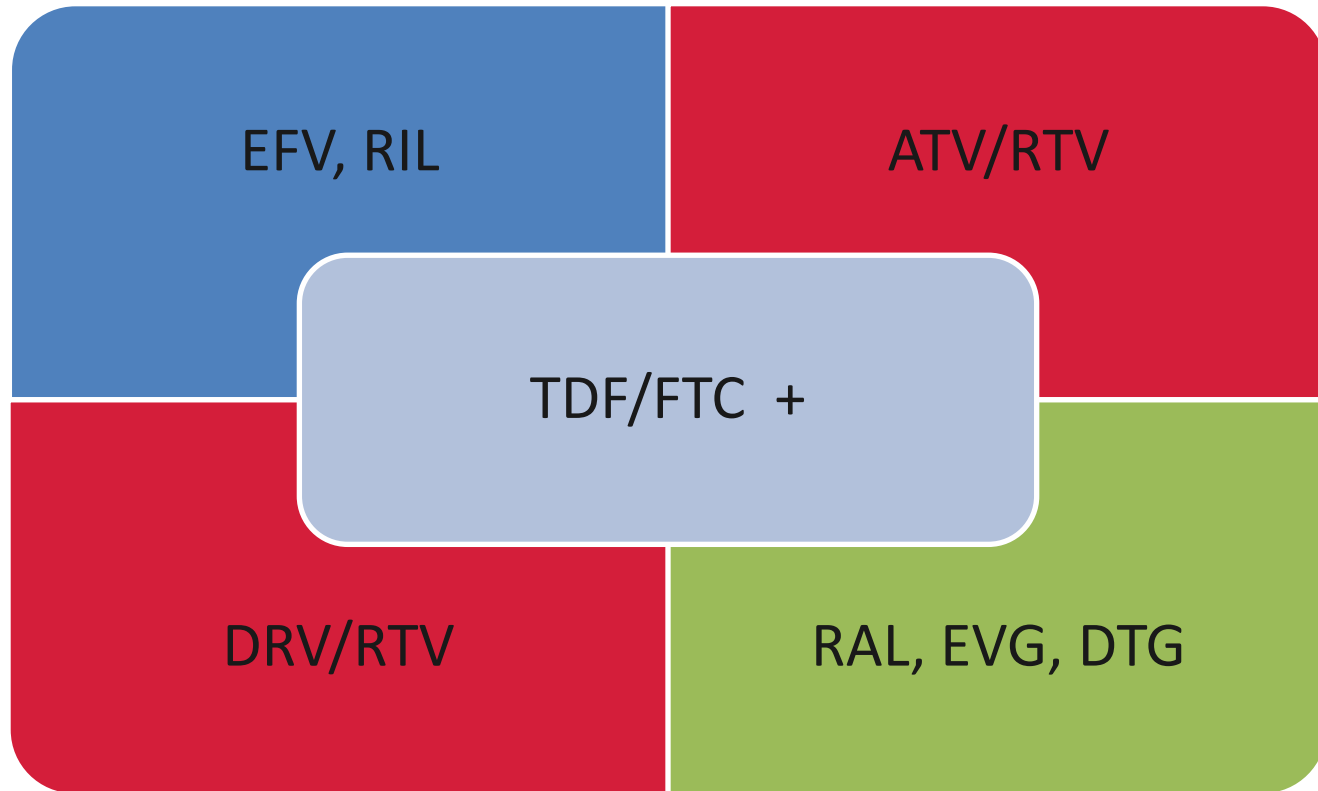 EFV, RIL
ATV/RTV
TDF/FTC +
DRV/RTV
RAL, EVG, DTG